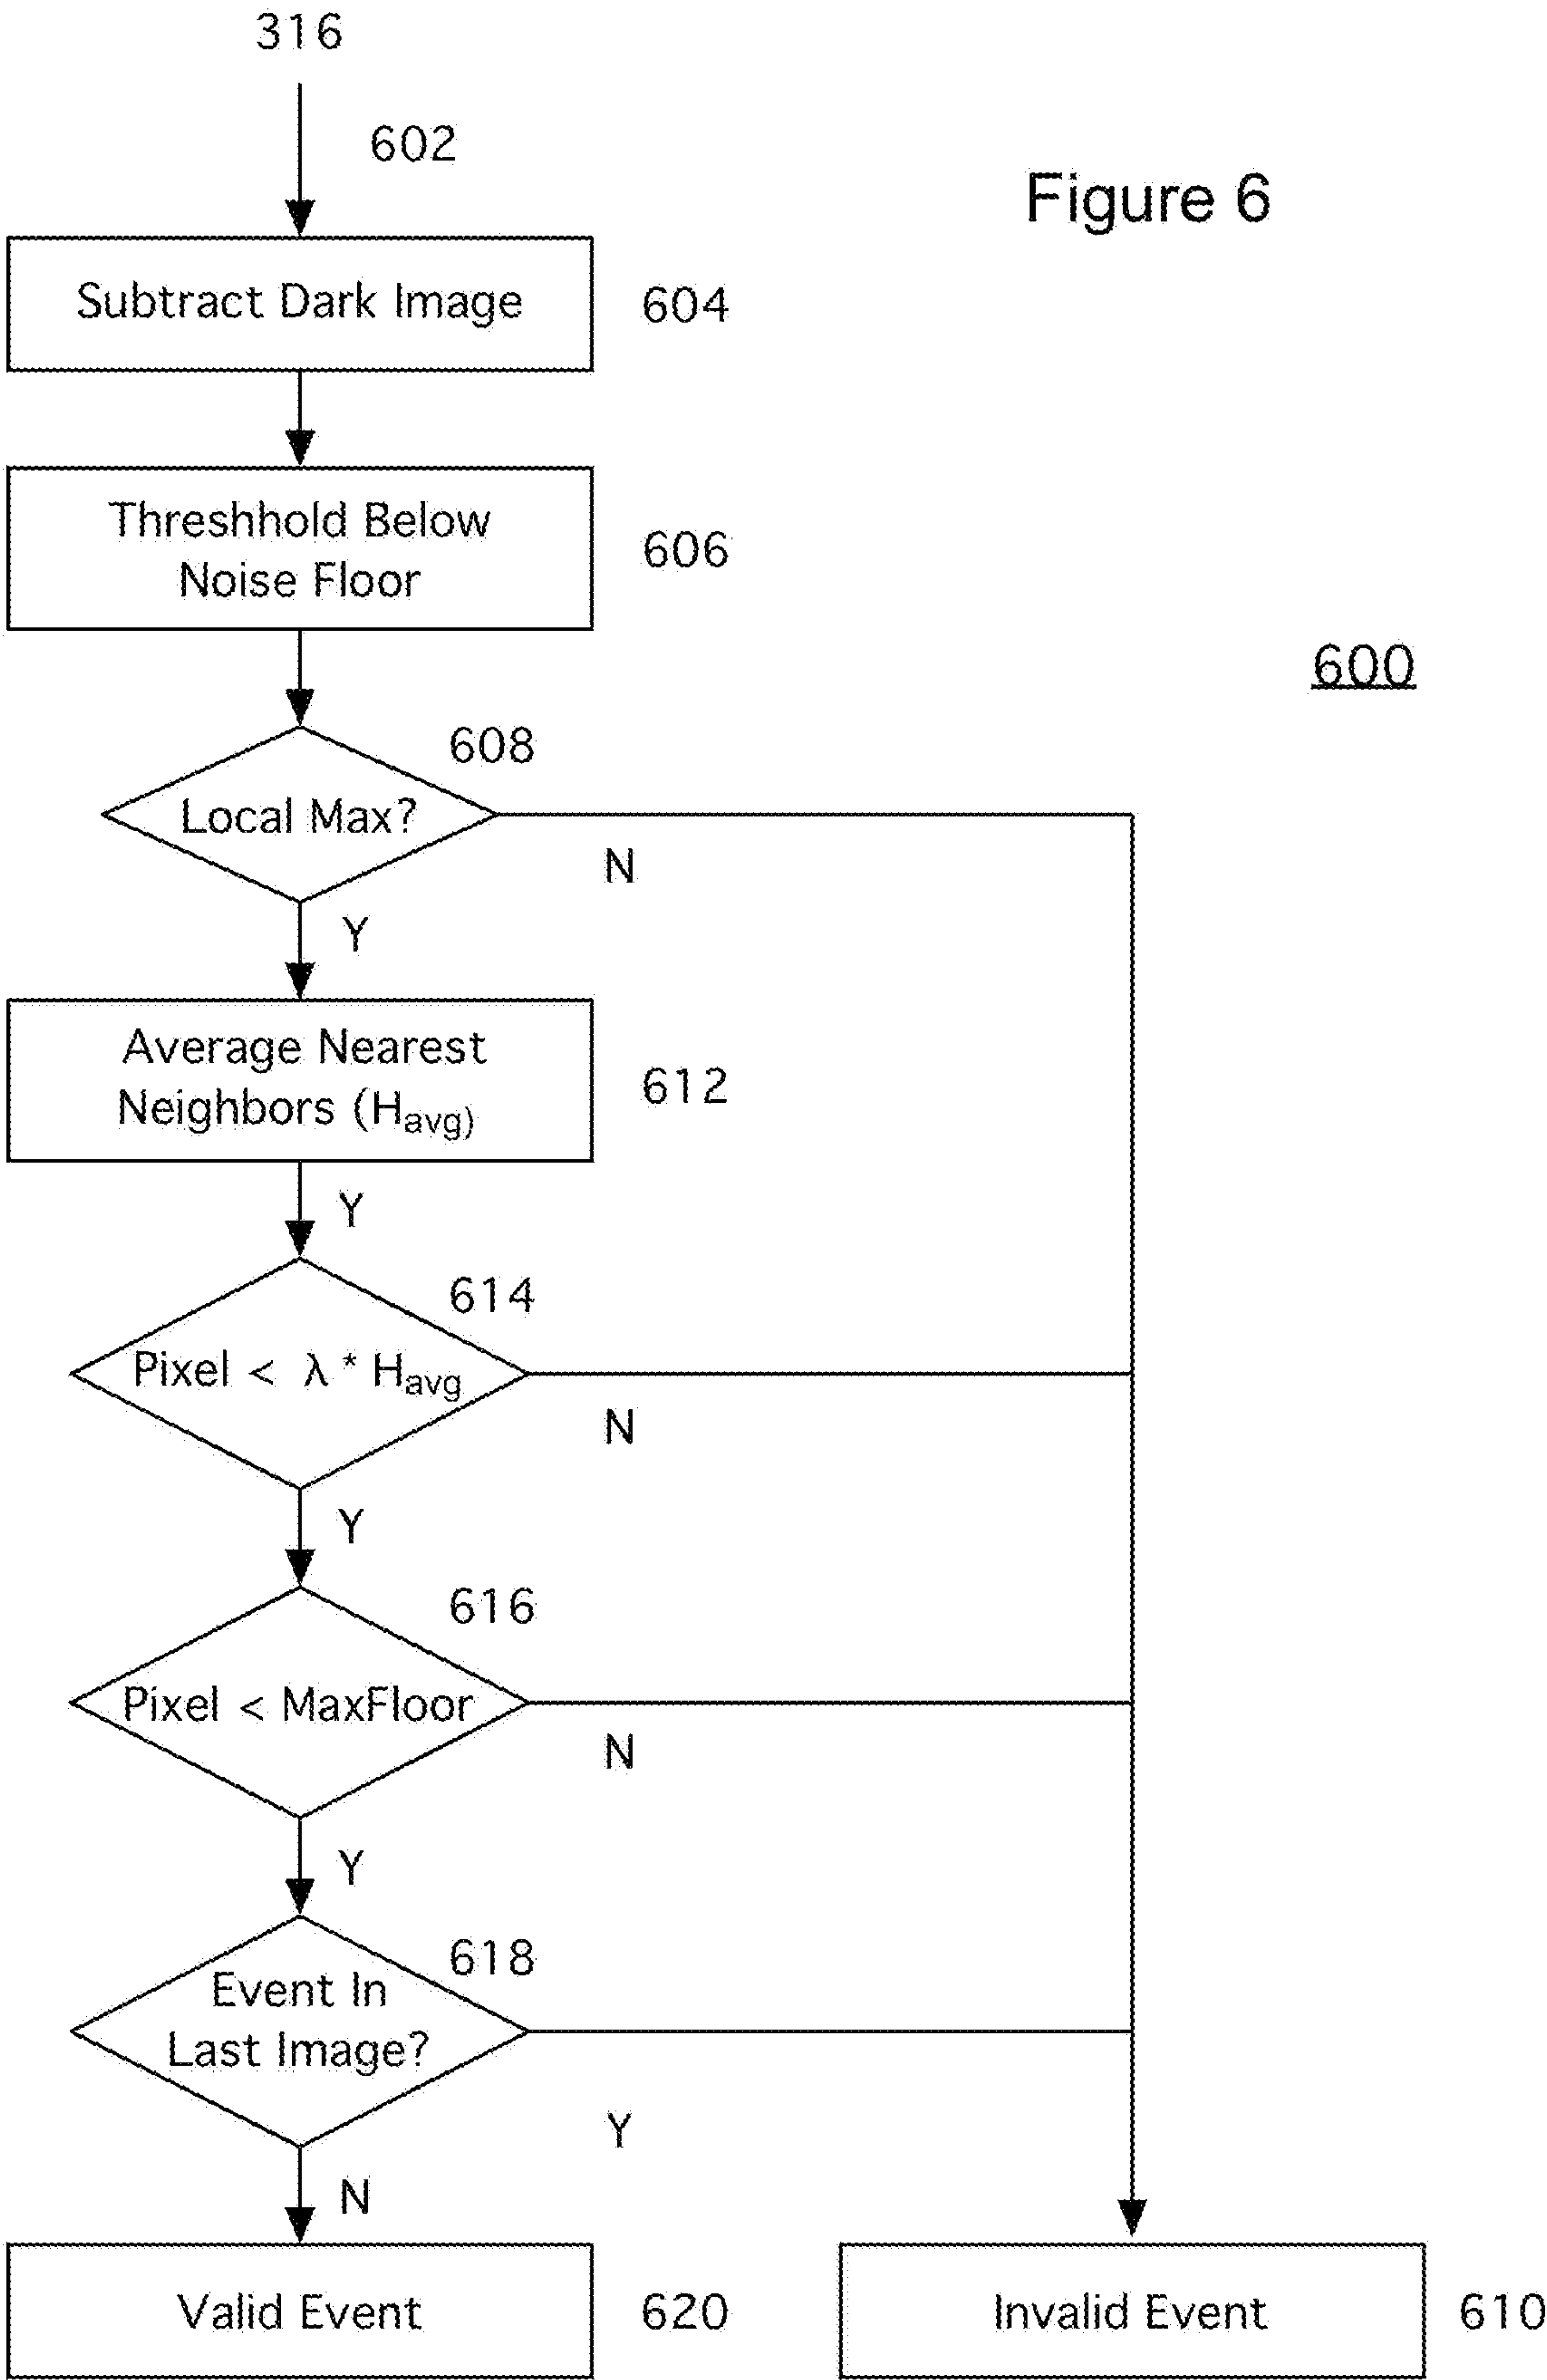 316
602
Figure 6
Subtract Dark Image
604
Threshhold Below
Noise Floor
606
600
608
Local Max?
N
Y
Average Nearest
Neighbors (Havg)
612
Y
614
Pixel < λ * Havg
N
Y
616
Pixel < MaxFloor
N
Y
618
Event In
Last Image?
Y
N
Valid Event
620
Invalid Event
610